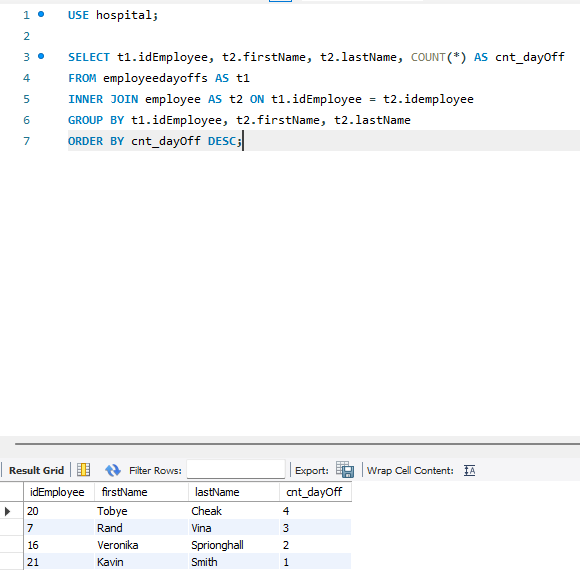 1 USE hospital;
2
3 SELECT t1.idEmployee, t2.firstName, t2.lastName, COUNT(*) AS cnt_dayOff
4 FROM employeedayoffs AS t1
5 INNER JOIN employee AS t2 ON t1.idEmployee = t2.idemployee
6 GROUP BY t1.idEmployee, t2.firstName, t2.lastName
7 ORDER BY cnt_dayOff DESC;
Result Grid Filter Rows: Export: Wrap Cell Content:
idEmployee firstName lastName cnt_dayOff
20 Tobye Cheak 4
7 Rand Vina 3
16 Veronika Sprionghall 2
21 Kavin Smith 1